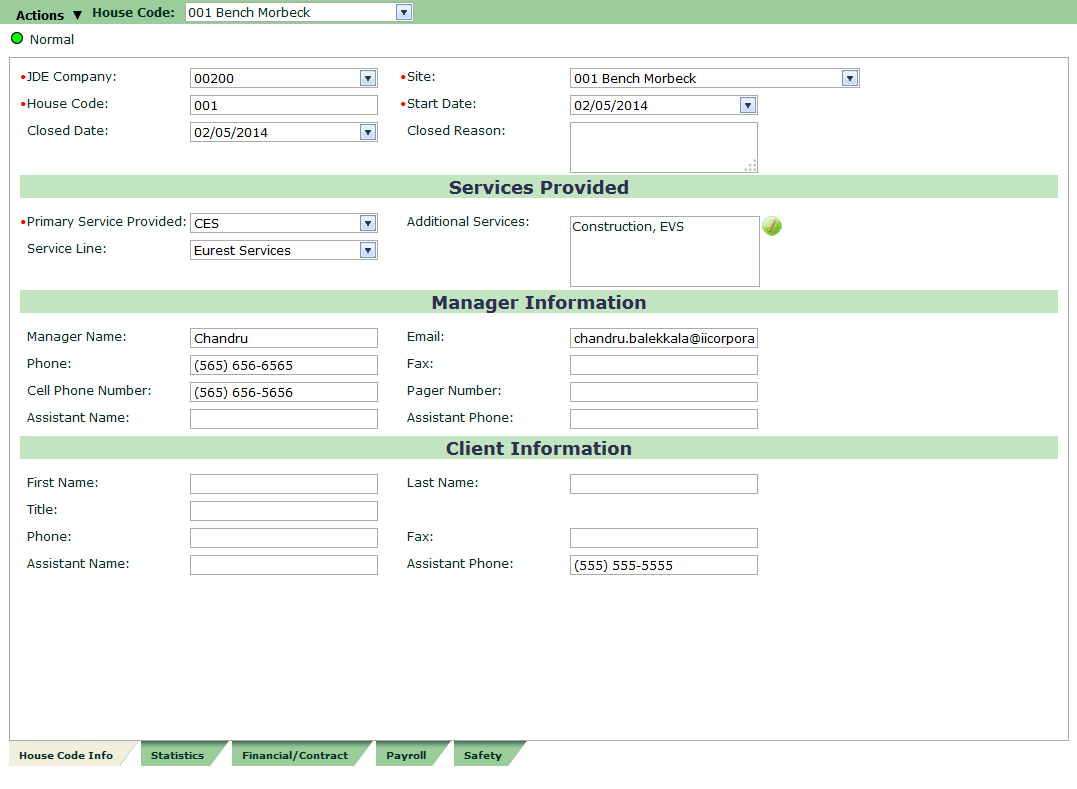 Actions ▼ House Code: 001 Bench Morbeck
Normal
•JDE Company: 00200 •Site: 001 Bench Morbeck
•House Code: 001 •Start Date: 02/05/2014
Closed Date: 02/05/2014 Closed Reason:
Services Provided
•Primary Service Provided: CES Additional Services: Construction, EVS
Service Line: Eurest Services
Manager Information
Manager Name: Chandru Email: chandru.balekkala@iicorpora
Phone: (565) 656-6565 Fax:
Cell Phone Number: (565) 656-5656 Pager Number:
Assistant Name: Assistant Phone:
Client Information
First Name: Last Name:
Title:
Phone: Fax:
Assistant Name: Assistant Phone: (555) 555-5555
House Code Info Statistics Financial/Contract Payroll Safety